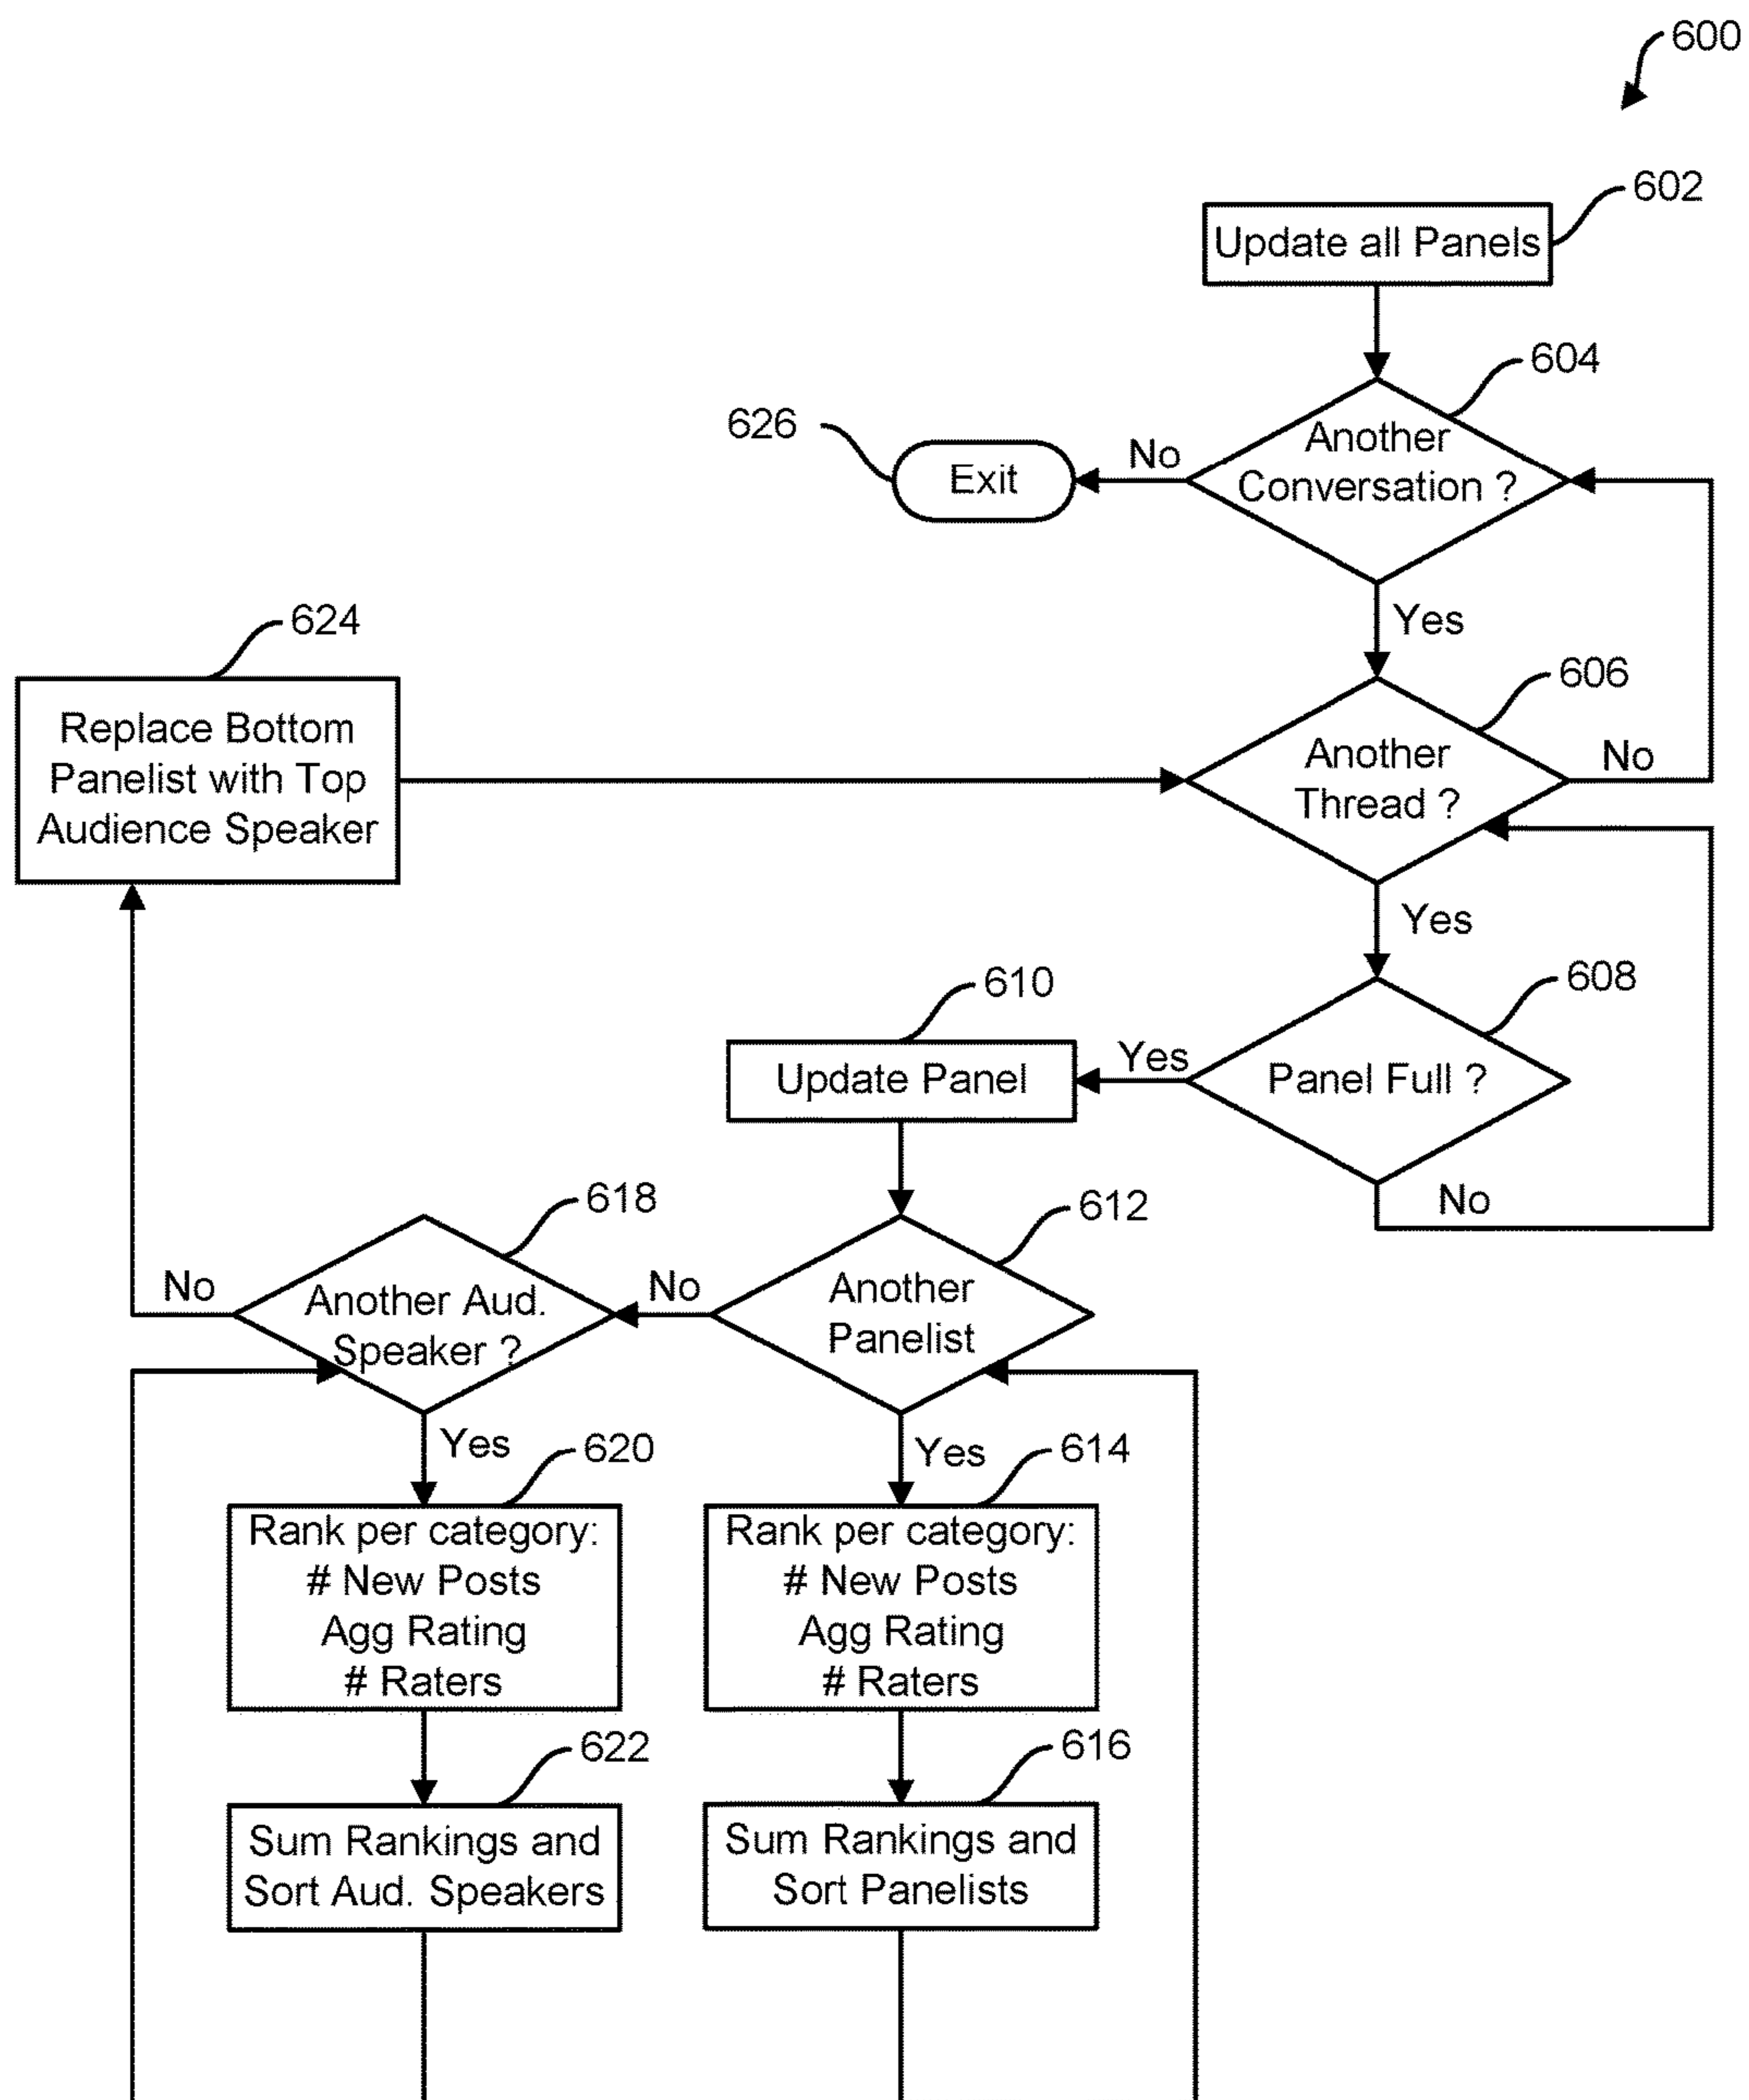 600
602
Update all Panels
604
626
Another
Conversation ?
No
Exit
Yes
624
606
Replace Bottom
Panelist with Top
Audience Speaker
Another
Thread ?
No
Yes
610
608
Update Panel
Yes
Panel Full ?
No
618
612
No
Another Aud.
Speaker ?
No
Another
Panelist
Yes
620
Yes
614
Rank per category:
# New Posts
Agg Rating
# Raters
Rank per category:
# New Posts
Agg Rating
# Raters
622
616
Sum Rankings and
Sort Aud. Speakers
Sum Rankings and
Sort Panelists